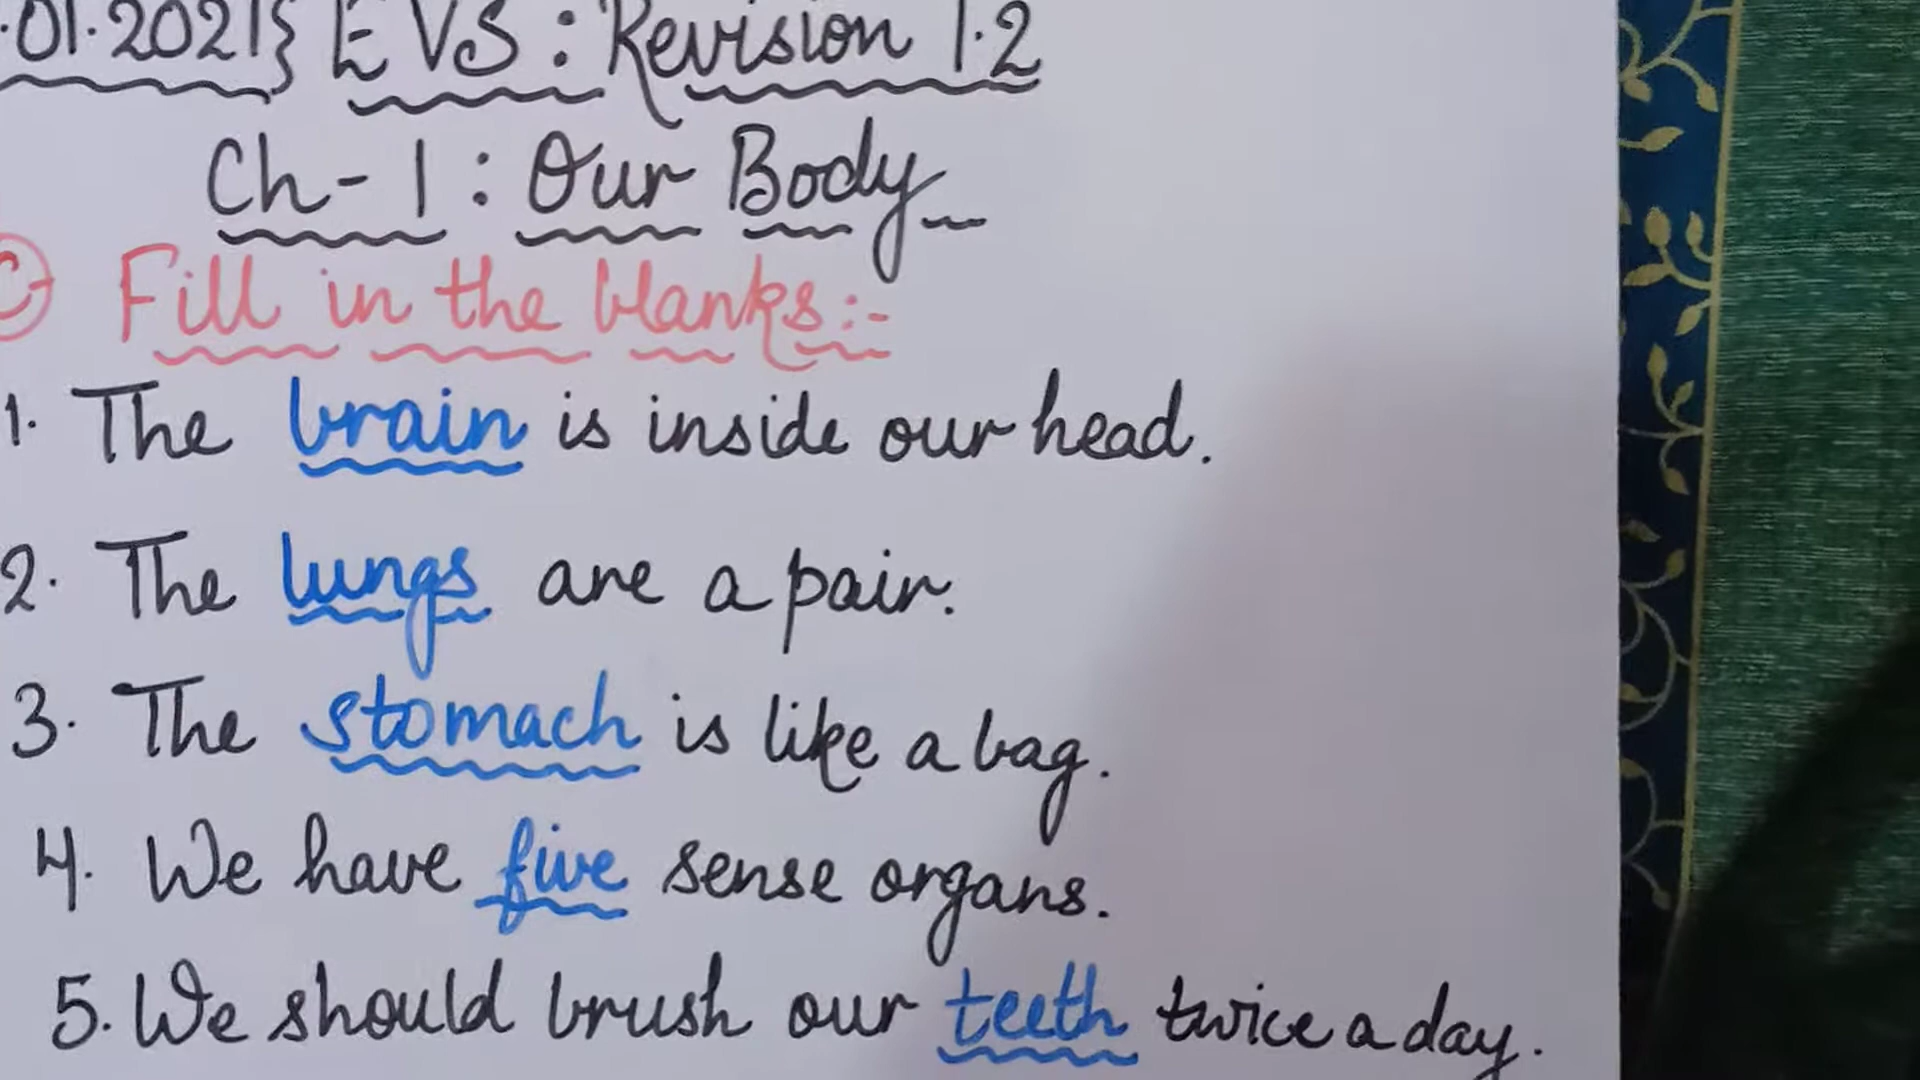 .01.2021} EVS : Revision 1.2
Ch-1 : Our Body
C Fill in the blanks:-
1. The brain is inside our head.
2. The lungs are a pair.
3. The stomach is like a bag.
4. We have five sense organs.
5. We should brush our teeth twice a day.